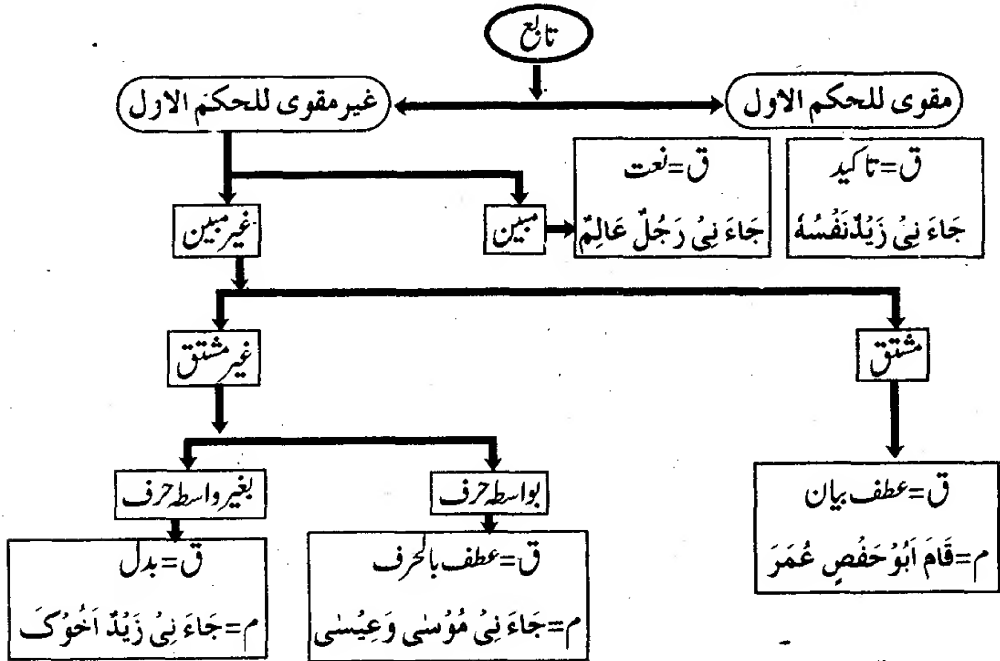 تابع
مقوی للحکم الاول
غیر مقوی للحکم الاول
ق=تاکید
جَاءَ نِیْ زَیْدٌ نَفْسُہٗ
ق=نعت
جَاءَ نِیْ رَجُلٌ عَالِمٌ
مبین
غیر مبین
مشتق
غیر مشتق
ق=عطف بیان
م=قَامَ اَبُوْ حَفْصٍ عُمَرَ
بواسطہ حرف
بغیر واسطہ حرف
ق=عطف بالحرف
م=جَاءَ نِیْ مُوْسٰی وَعِیْسٰی
ق=بدل
م=جَاءَ نِیْ زَیْدٌ اَخُوْکَ